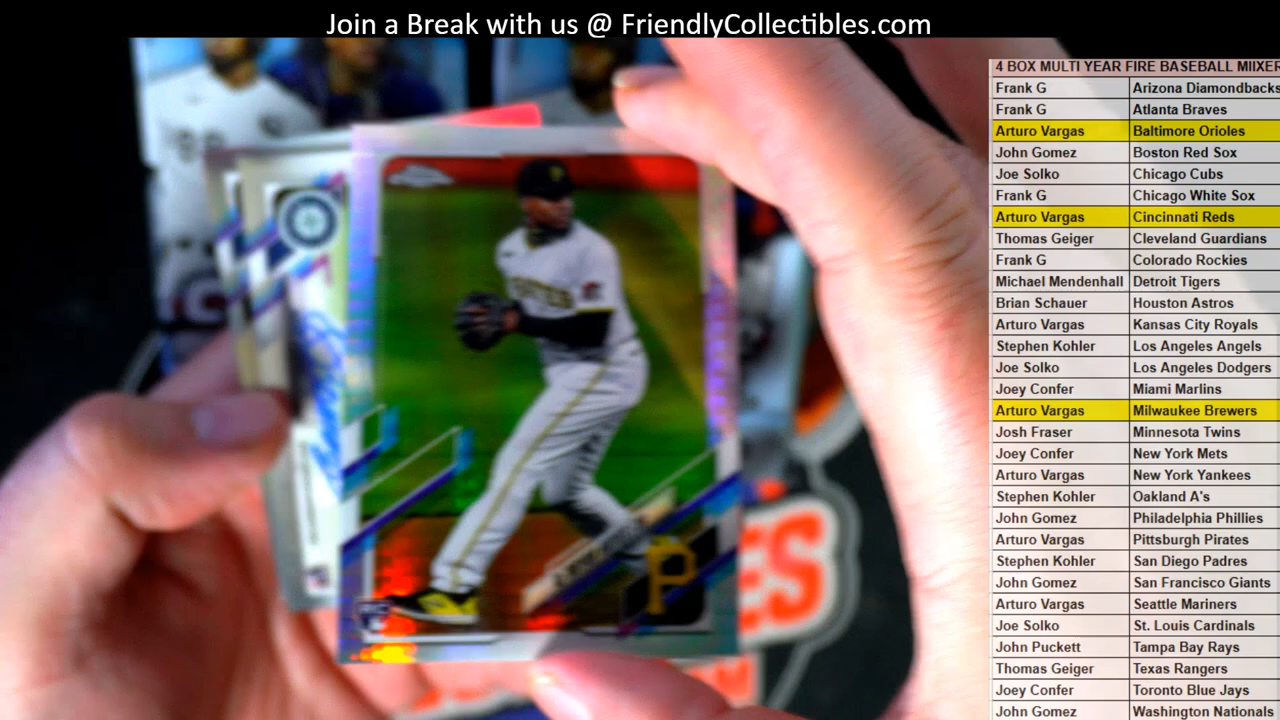 Join a Break with us @ FriendlyCollectibles.com
4 BOX MULTI YEAR FIRE BASEBALL MIIXER
Frank G Arizona Diamondbacks
Frank G Atlanta Braves
Arturo Vargas Baltimore Orioles
John Gomez Boston Red Sox
Joe Solko Chicago Cubs
Frank G Chicago White Sox
Arturo Vargas Cincinnati Reds
Thomas Geiger Cleveland Guardians
Frank G Colorado Rockies
Michael Mendenhall Detroit Tigers
Brian Schauer Houston Astros
Arturo Vargas Kansas City Royals
Stephen Kohler Los Angeles Angels
Joe Solko Los Angeles Dodgers
Joey Confer Miami Marlins
Arturo Vargas Milwaukee Brewers
Josh Fraser Minnesota Twins
Joey Confer New York Mets
Arturo Vargas New York Yankees
Stephen Kohler Oakland A's
John Gomez Philadelphia Phillies
Arturo Vargas Pittsburgh Pirates
Stephen Kohler San Diego Padres
John Gomez San Francisco Giants
Arturo Vargas Seattle Mariners
Joe Solko St. Louis Cardinals
John Puckett Tampa Bay Rays
Thomas Geiger Texas Rangers
Joey Confer Toronto Blue Jays
John Gomez Washington Nationals
P
RC